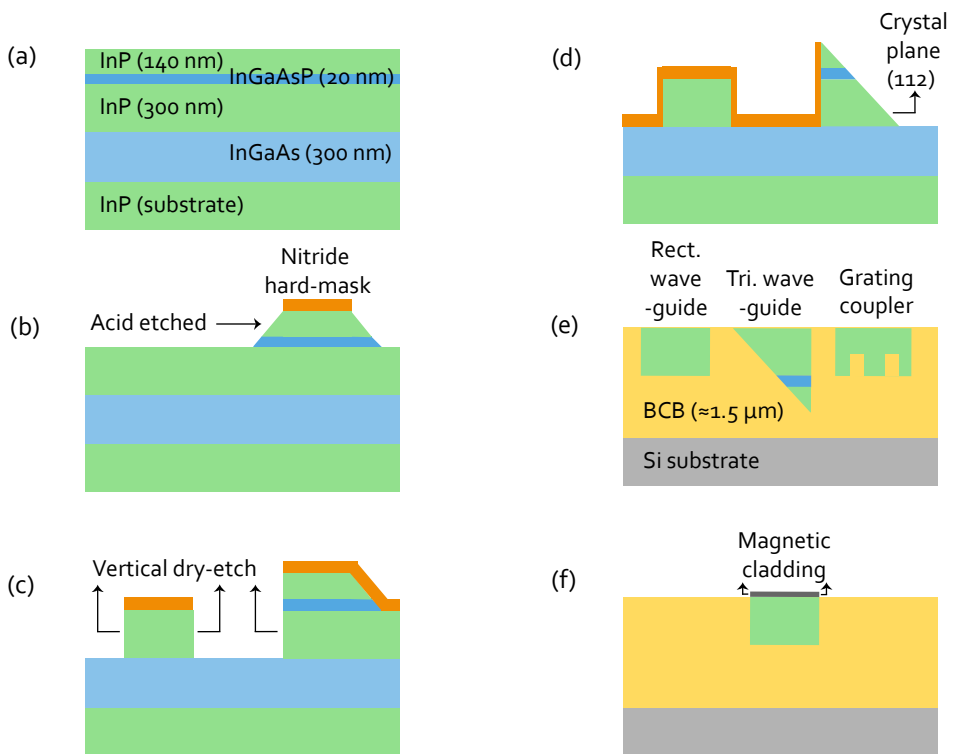 (a)
InP (140 nm)
InGaAsP (20 nm)
InP (300 nm)
InGaAs (300 nm)
InP (substrate)
(b)
Nitride
hard-mask
Acid etched
(c)
Vertical dry-etch
(d)
Crystal
plane
(112)
(e)
Rect.
wave
-guide
Tri. wave
-guide
Grating
coupler
BCB (≈1.5 µm)
Si substrate
(f)
Magnetic
cladding